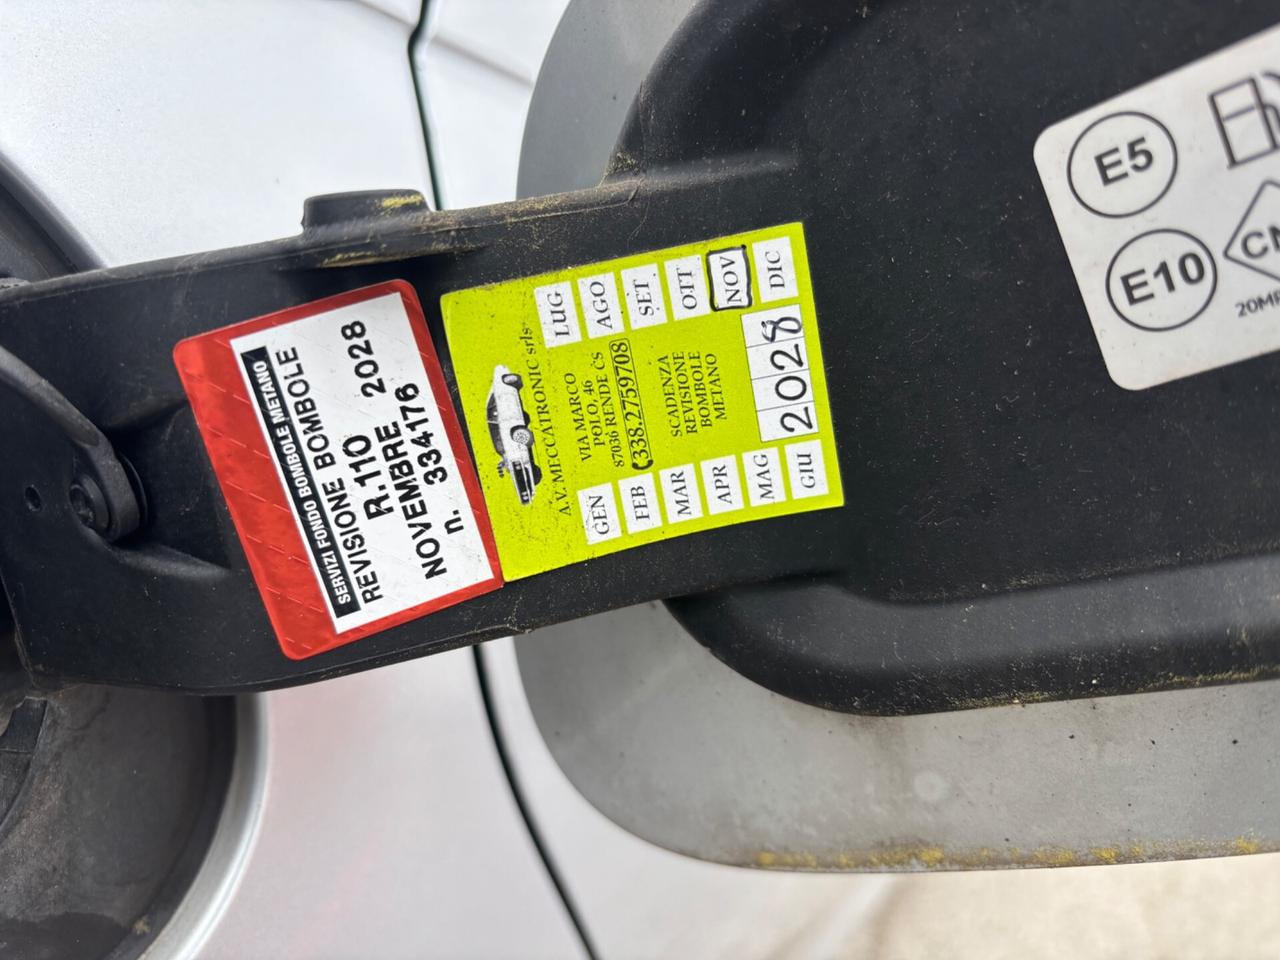 SERVIZI FONDO BOMBOLE METANO
REVISIONE BOMBOLE
R.110
NOVEMBRE 2028
n. 334176
A.V. MECCATRONIC srls
VIA MARCO
POLO, 46
87036 RENDE CS
338.2759708
SCADENZA
REVISIONE
BOMBOLE
METANO
GEN
FEB
MAR
APR
MAG
GIU
LUG
AGO
SET
OTT
NOV
DIC
2028
E5
E10